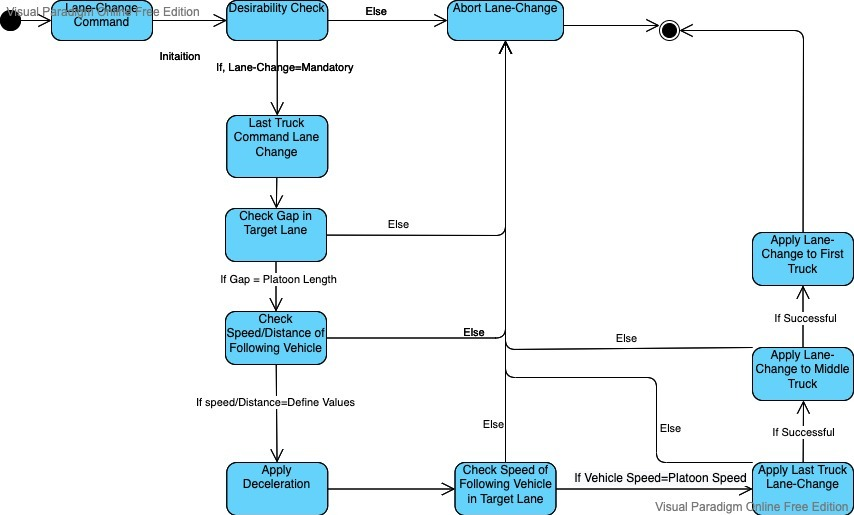 Visual Paradigm Online Free Edition
Lane-Change
Command
Desirability Check
Else
Abort Lane-Change
Initaition
If, Lane-Change=Mandatory
Last Truck
Command Lane
Change
Check Gap in
Target Lane
Else
If Gap = Platoon Length
Check
Speed/Distance of
Following Vehicle
Else
If speed/Distance=Define Values
Apply
Deceleration
Else
Check Speed of
Following Vehicle
in Target Lane
If Vehicle Speed=Platoon Speed
Apply Lane-
Change to First
Truck
If Successful
Else
Apply Lane-
Change to Middle
Truck
If Successful
Else
Apply Last Truck
Lane-Change
Visual Paradigm Online Free Edition